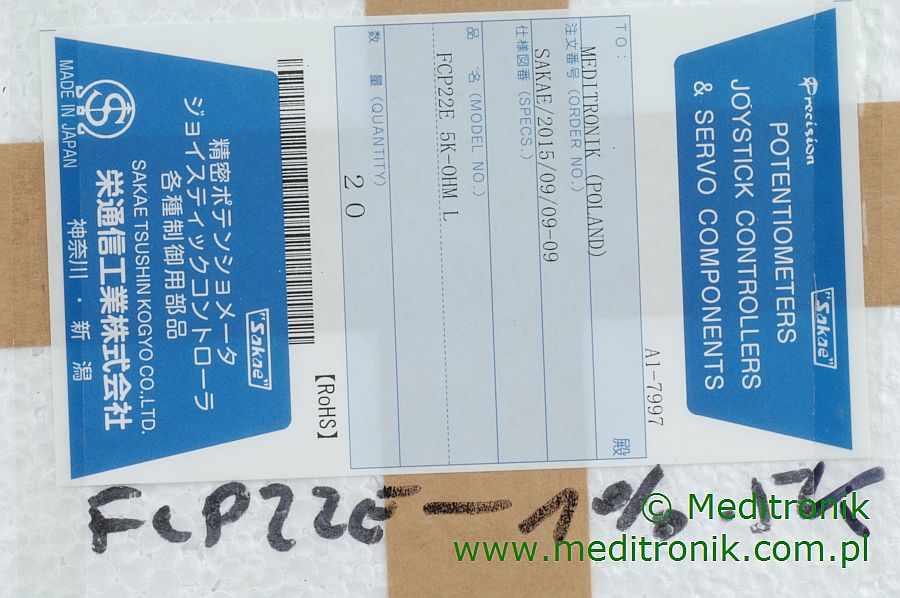 Precision
POTENTIOMETERS
JOYSTICK CONTROLLERS
& SERVO COMPONENTS
"Sakae"
A1-7997
TO:
殿
MEDITRONIK (POLAND)
注文番号 (ORDER NO.)
SAKAE/2015/09/09-09
仕様図番 (SPECS.)
品 名 (MODEL NO.)
FCP22E 5K-OHM L
数 量 (QUANTITY)
20
【RoHS】
"Sakae"
精密ポテンショメータ
ジョイスティックコントローラ
各種制御用部品
SAKAE TSUSHIN KOGYO CO.,LTD.
栄通信工業株式会社
神奈川・新潟
MADE IN JAPAN
FCP22E - 1%
© Meditronik
www.meditronik.com.pl